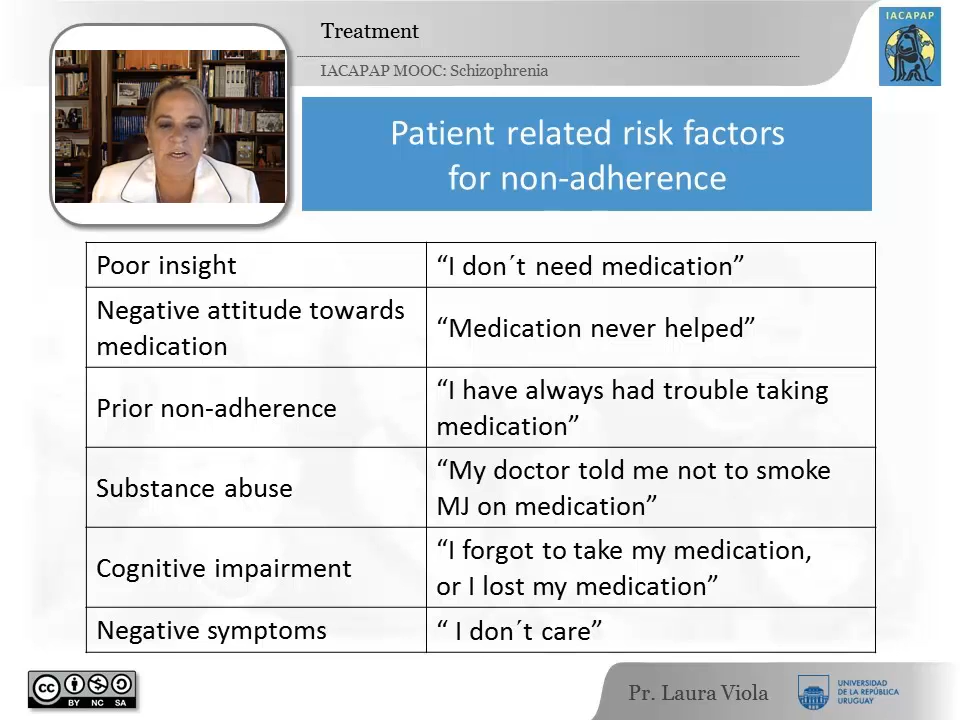 Treatment
IACAPAP MOOC: Schizophrenia
IACAPAP
Patient related risk factors
for non-adherence
Poor insight
“I don´t need medication”
Negative attitude towards
medication
“Medication never helped”
Prior non-adherence
“I have always had trouble taking
medication”
Substance abuse
“My doctor told me not to smoke
MJ on medication”
Cognitive impairment
“I forgot to take my medication,
or I lost my medication”
Negative symptoms
“ I don´t care”
cc
BY NC SA
Pr. Laura Viola
UNIVERSIDAD
DE LA REPÚBLICA
URUGUAY